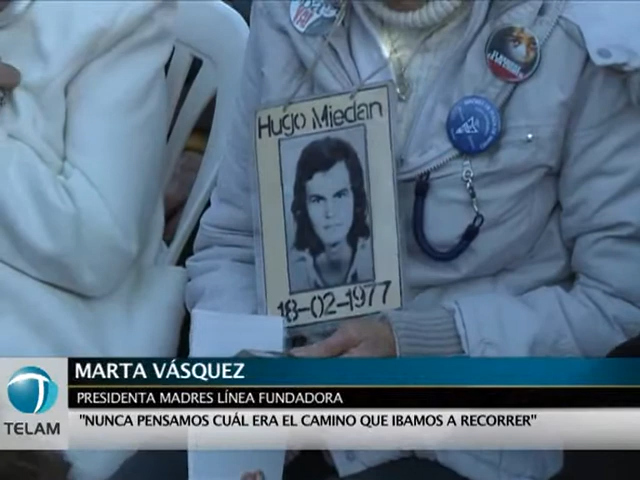 Hugo Miedan
18-02-1977
MARTA VÁSQUEZ
PRESIDENTA MADRES LÍNEA FUNDADORA
TELAM
"NUNCA PENSAMOS CUÁL ERA EL CAMINO QUE IBAMOS A RECORRER"